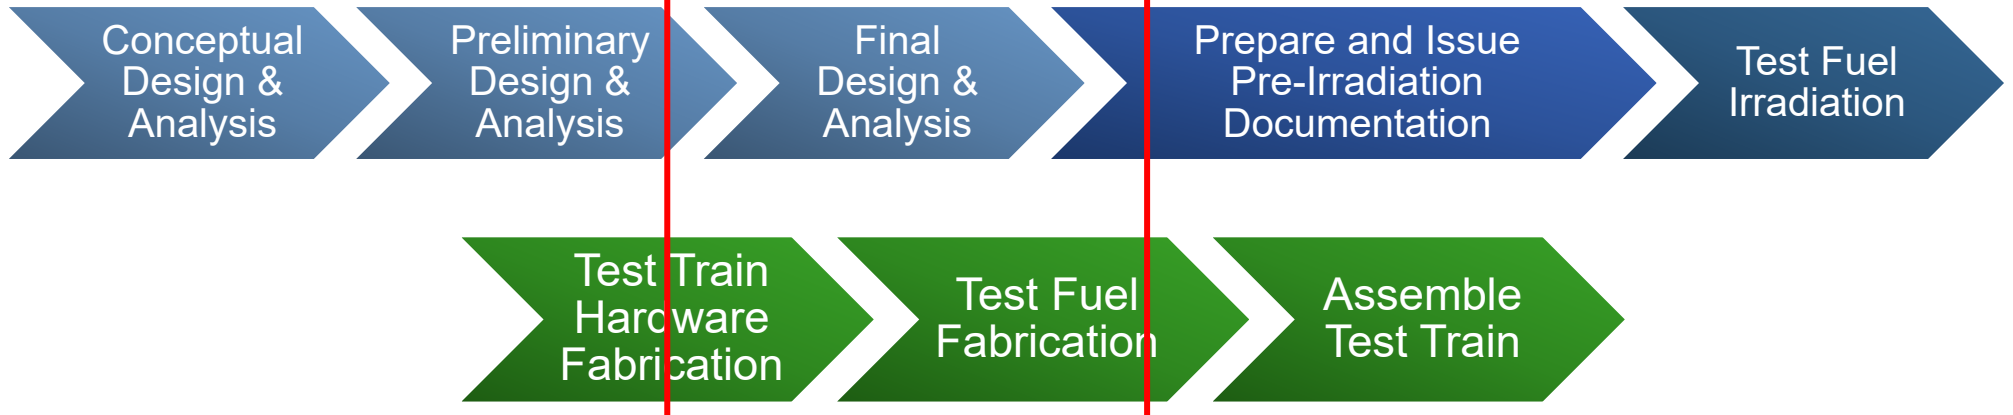 Conceptual
Design &
Analysis
Preliminary
Design &
Analysis
Final
Design &
Analysis
Prepare and Issue
Pre-Irradiation
Documentation
Test Fuel
Irradiation
Test Train
Hardware
Fabrication
Test Fuel
Fabrication
Assemble
Test Train